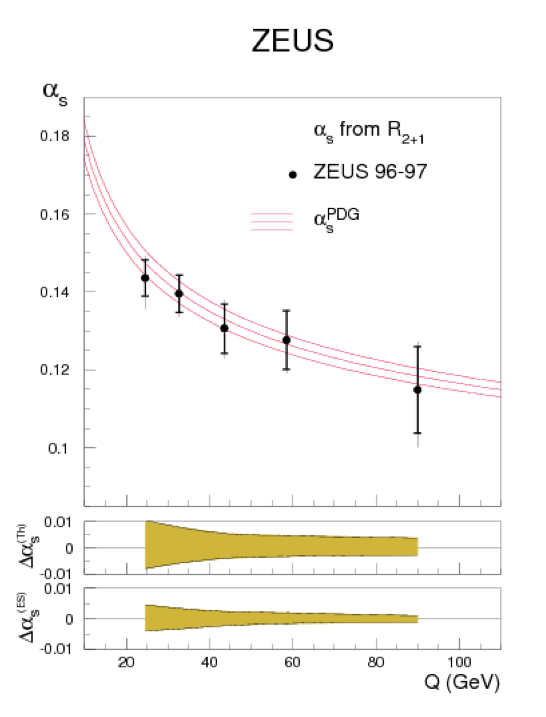 ZEUS
αs
αs from R2+1
ZEUS 96-97
αsPDG
0.18
0.16
0.14
0.12
0.1
Δαs(Th)
0.01
0
-0.01
Δαs(ES)
0.01
0
-0.01
20 40 60 80 100
Q (GeV)